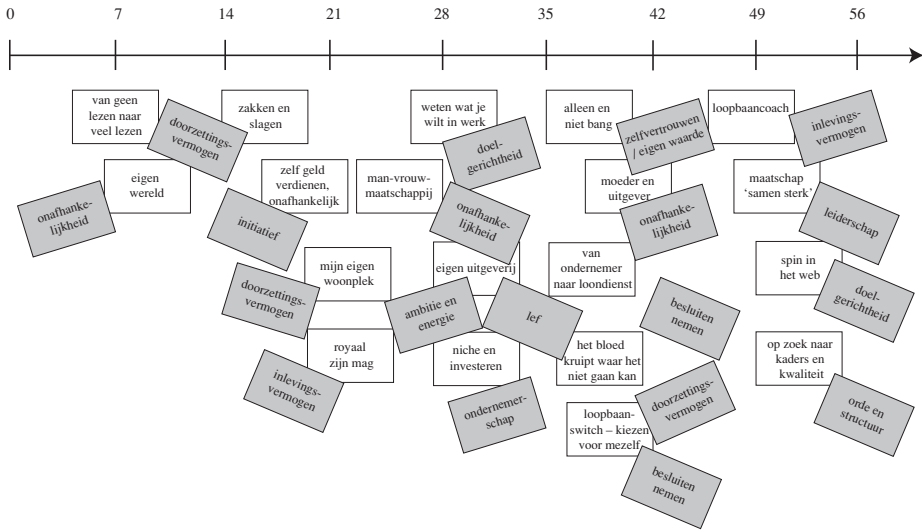 0 7 14 21 28 35 42 49 56
van geen
lezen naar
veel lezen
doorzettings-
vermogen
zakken en
slagen
weten wat je
wilt in werk
doel-
gerichtheid
alleen en
niet bang
zelfvertrouwen
/ eigen waarde
loopbaancoach
inlevings-
vermogen
onafhanke-
lijkheid
eigen
wereld
initiatief
zelf geld
verdienen,
onafhankelijk
man-vrouw-
maatschappij
onafhanke-
lijkheid
moeder en
uitgever
onafhanke-
lijkheid
maatschap
‘samen sterk’
leiderschap
doorzettings-
vermogen
mijn eigen
woonplek
ambitie en
energie
eigen uitgeverij
lef
van
ondernemer
naar loondienst
besluiten
nemen
spin in
het web
doel-
gerichtheid
inlevings-
vermogen
royaal
zijn mag
niche en
investeren
ondernemer-
schap
het bloed
kruipt waar het
niet gaan kan
doorzettings-
vermogen
op zoek naar
kaders en
kwaliteit
orde en
structuur
loopbaan-
switch – kiezen
voor mezelf
besluiten
nemen